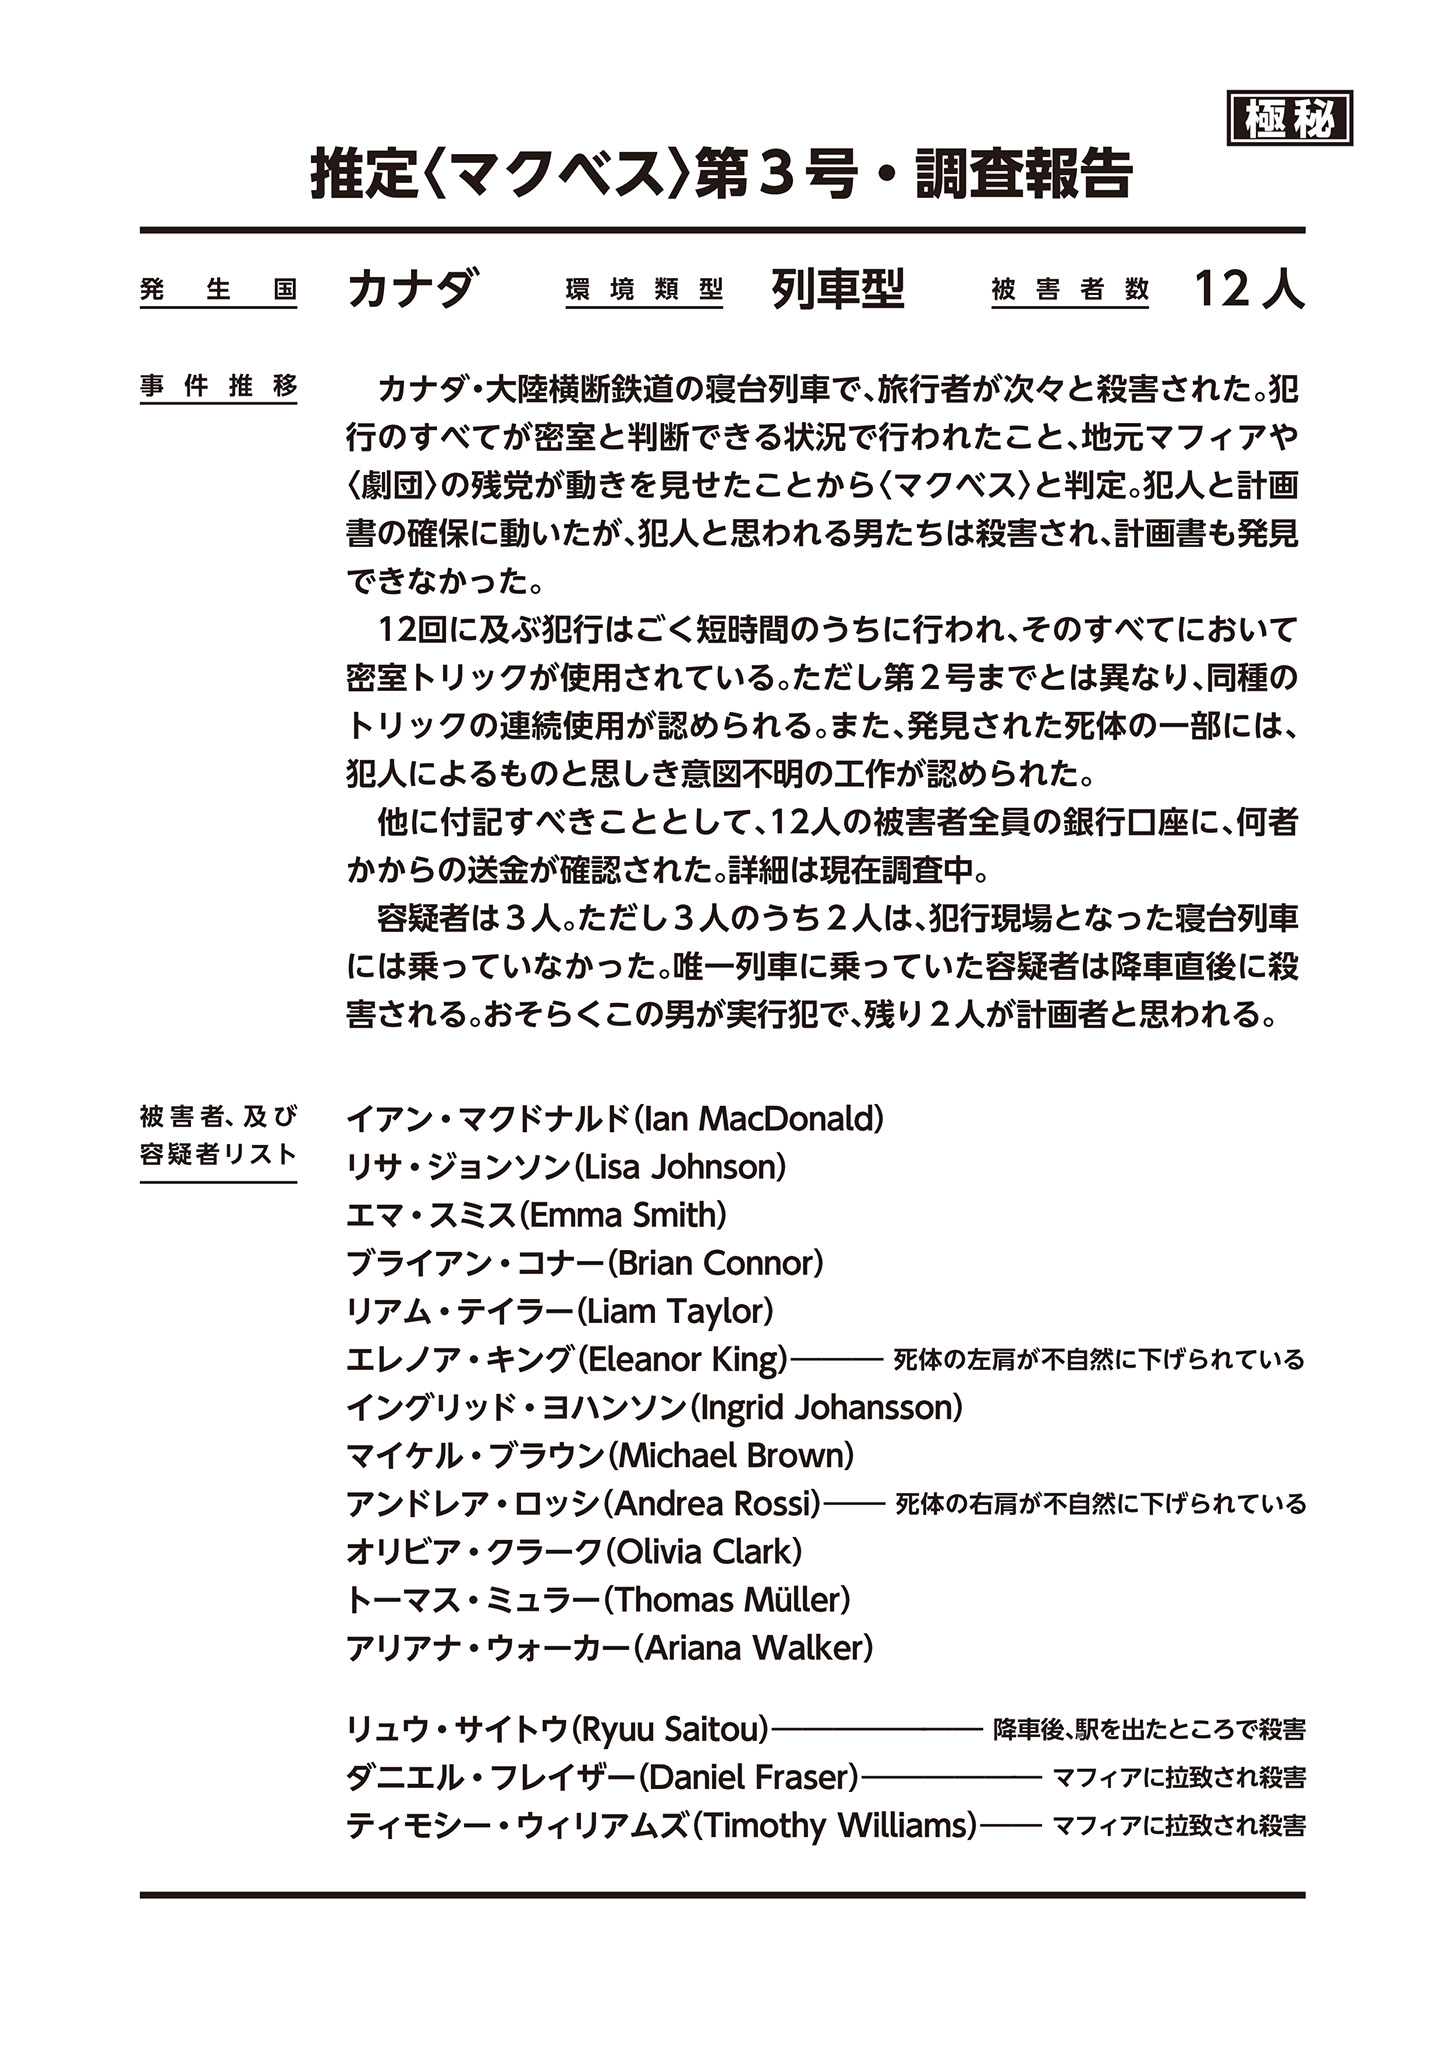 極秘
推定〈マクベス〉第３号・調査報告
発生国 カナダ 環境類型 列車型 被害者数 12人
事件推移
カナダ・大陸横断鉄道の寝台列車で、旅行者が次々と殺害された。犯
行のすべてが密室と判断できる状況で行われたこと、地元マフィアや
〈劇団〉の残党が動きを見せたことから〈マクベス〉と判定。犯人と計画
書の確保に動いたが、犯人と思われる男たちは殺害され、計画書も発見
できなかった。
12回に及ぶ犯行はごく短時間のうちに行われ、そのすべてにおいて
密室トリックが使用されている。ただし第２号までとは異なり、同種の
トリックの連続使用が認められる。また、発見された死体の一部には、
犯人によるものと思しき意図不明の工作が認められた。
他に付記すべきこととして、12人の被害者全員の銀行口座に、何者
かからの送金が確認された。詳細は現在調査中。
容疑者は３人。ただし３人のうち２人は、犯行現場となった寝台列車
には乗っていなかった。唯一列車に乗っていた容疑者は降車直後に殺
害される。おそらくこの男が実行犯で、残り２人が計画者と思われる。
被害者、及び
容疑者リスト
イアン・マクドナルド（Ian MacDonald）
リサ・ジョンソン（Lisa Johnson）
エマ・スミス（Emma Smith）
ブライアン・コナー（Brian Connor）
リアム・テイラー（Liam Taylor）
エレノア・キング（Eleanor King）――― 死体の左肩が不自然に下げられている
イングリッド・ヨハンソン（Ingrid Johansson）
マイケル・ブラウン（Michael Brown）
アンドレア・ロッシ（Andrea Rossi）―― 死体の右肩が不自然に下げられている
オリビア・クラーク（Olivia Clark）
トーマス・ミュラー（Thomas Müller）
アリアナ・ウォーカー（Ariana Walker）
リュウ・サイトウ（Ryuu Saitou）――――――― 降車後、駅を出たところで殺害
ダニエル・フレイザー（Daniel Fraser）―――――― マフィアに拉致され殺害
ティモシー・ウィリアムズ（Timothy Williams）―― マフィアに拉致され殺害